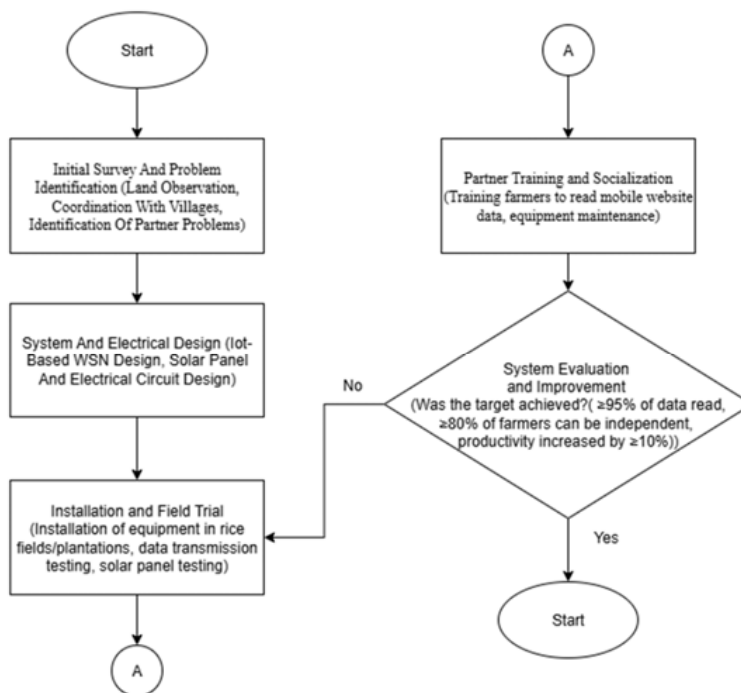 Start
Initial Survey And Problem
Identification (Land Observation,
Coordination With Villages,
Identification Of Partner Problems)
System And Electrical Design (Iot-
Based WSN Design, Solar Panel
And Electrical Circuit Design)
Installation and Field Trial
(Installation of equipment in rice
fields/plantations, data transmission
testing, solar panel testing)
A
A
Partner Training and Socialization
(Training farmers to read mobile website
data, equipment maintenance)
System Evaluation
and Improvement
(Was the target achieved?( ≥95% of data read,
≥80% of farmers can be independent,
productivity increased by ≥10%))
No
Yes
Start